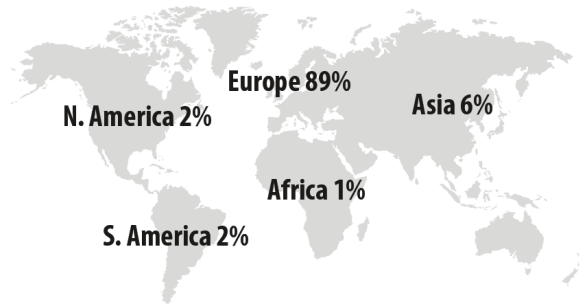 Europe 89%
Asia 6%
N. America 2%
Africa 1%
S. America 2%